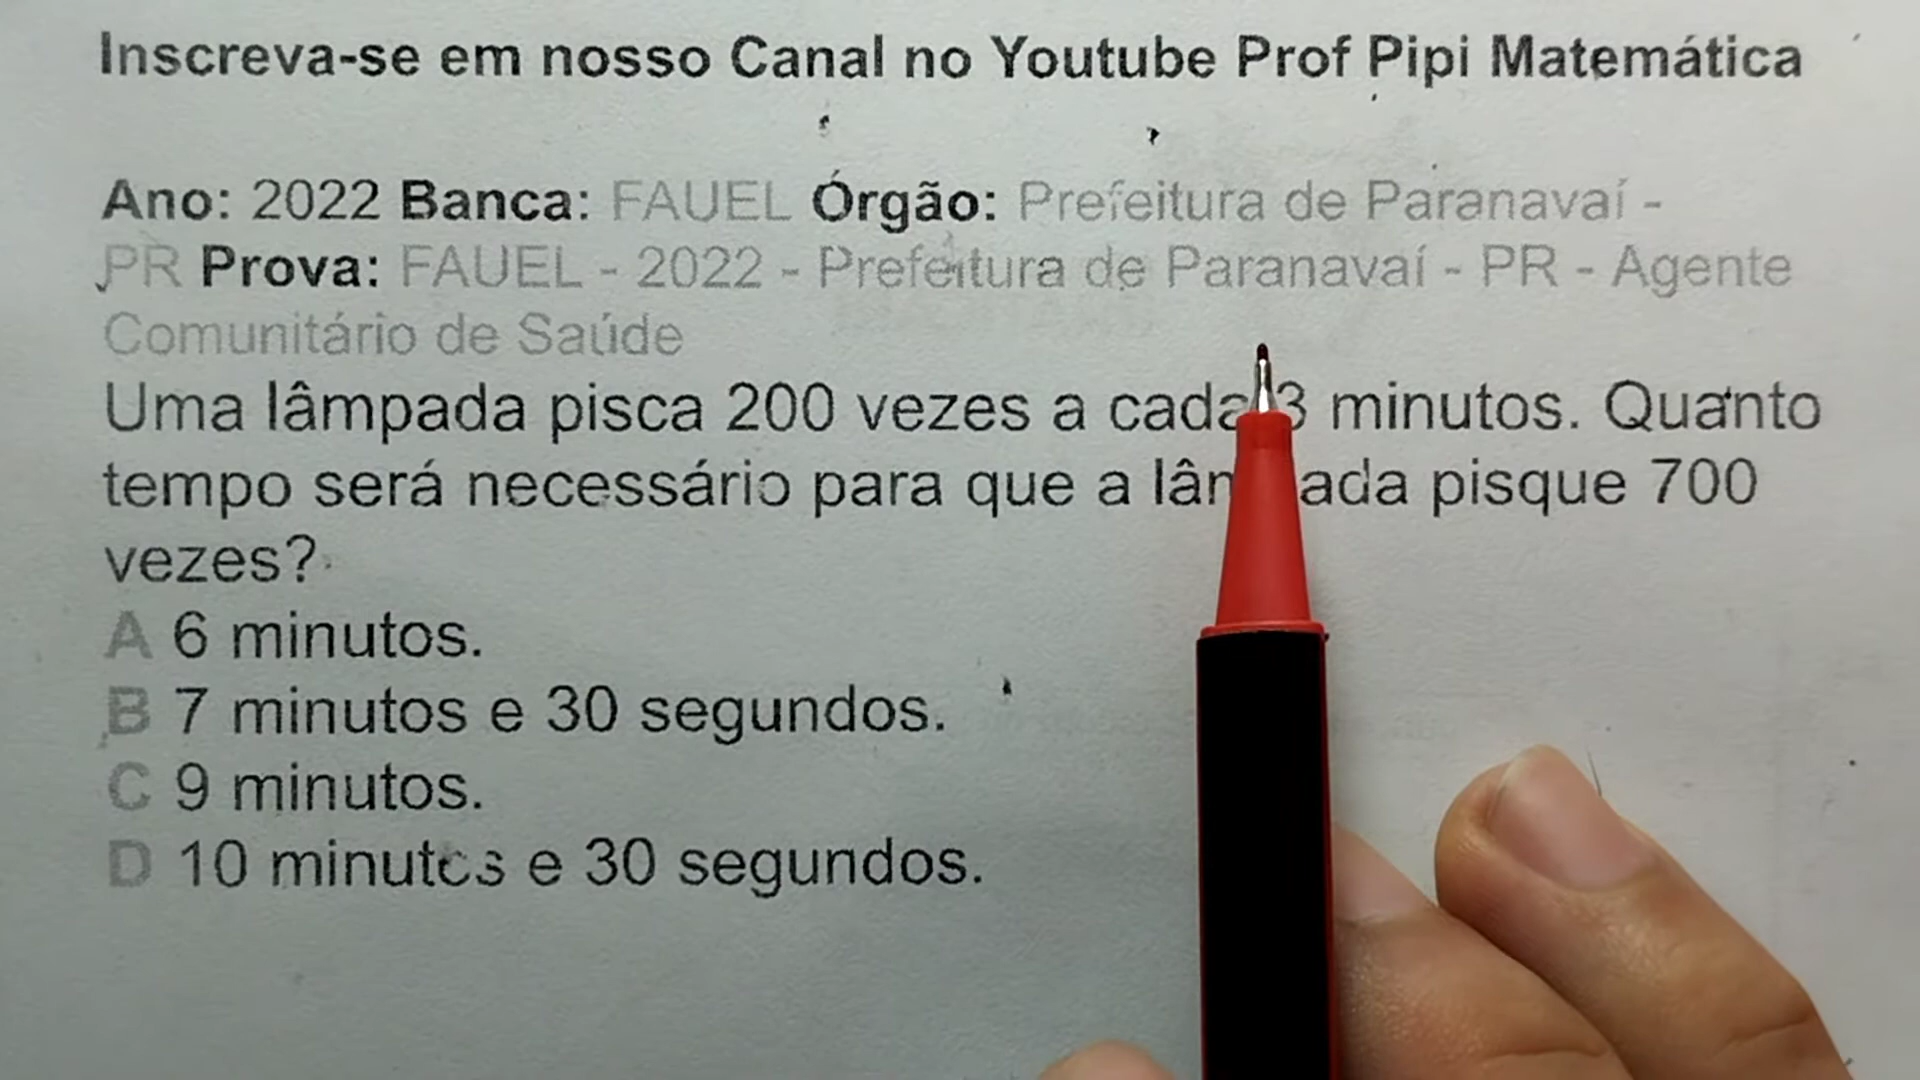 Inscreva-se em nosso Canal no Youtube Prof Pipi Matemática
Ano: 2022 Banca: FAUEL Órgão: Prefeitura de Paranavaí -
PR Prova: FAUEL - 2022 - Prefeitura de Paranavaí - PR - Agente
Comunitário de Saúde
Uma lâmpada pisca 200 vezes a cada 3 minutos. Quanto
tempo será necessário para que a lâmpada pisque 700
vezes?
A 6 minutos.
B 7 minutos e 30 segundos.
C 9 minutos.
D 10 minutos e 30 segundos.